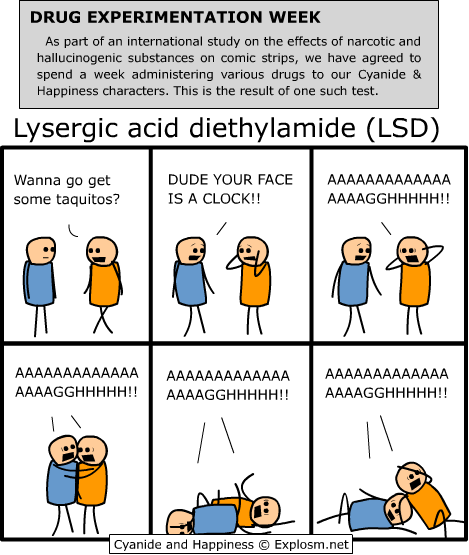 DRUG EXPERIMENTATION WEEK
As part of an international study on the effects of narcotic and
hallucinogenic substances on comic strips, we have agreed to
spend a week administering various drugs to our Cyanide &
Happiness characters. This is the result of one such test.
Lysergic acid diethylamide (LSD)
Wanna go get
some taquitos?
DUDE YOUR FACE
IS A CLOCK!!
AAAAAAAAAAAAA
AAAAGGHHHHH!!
AAAAAAAAAAAAA
AAAAGGHHHHH!!
AAAAAAAAAAAAA
AAAAGGHHHHH!!
AAAAAAAAAAAAA
AAAAGGHHHHH!!
Cyanide and Happiness © Explosm.net